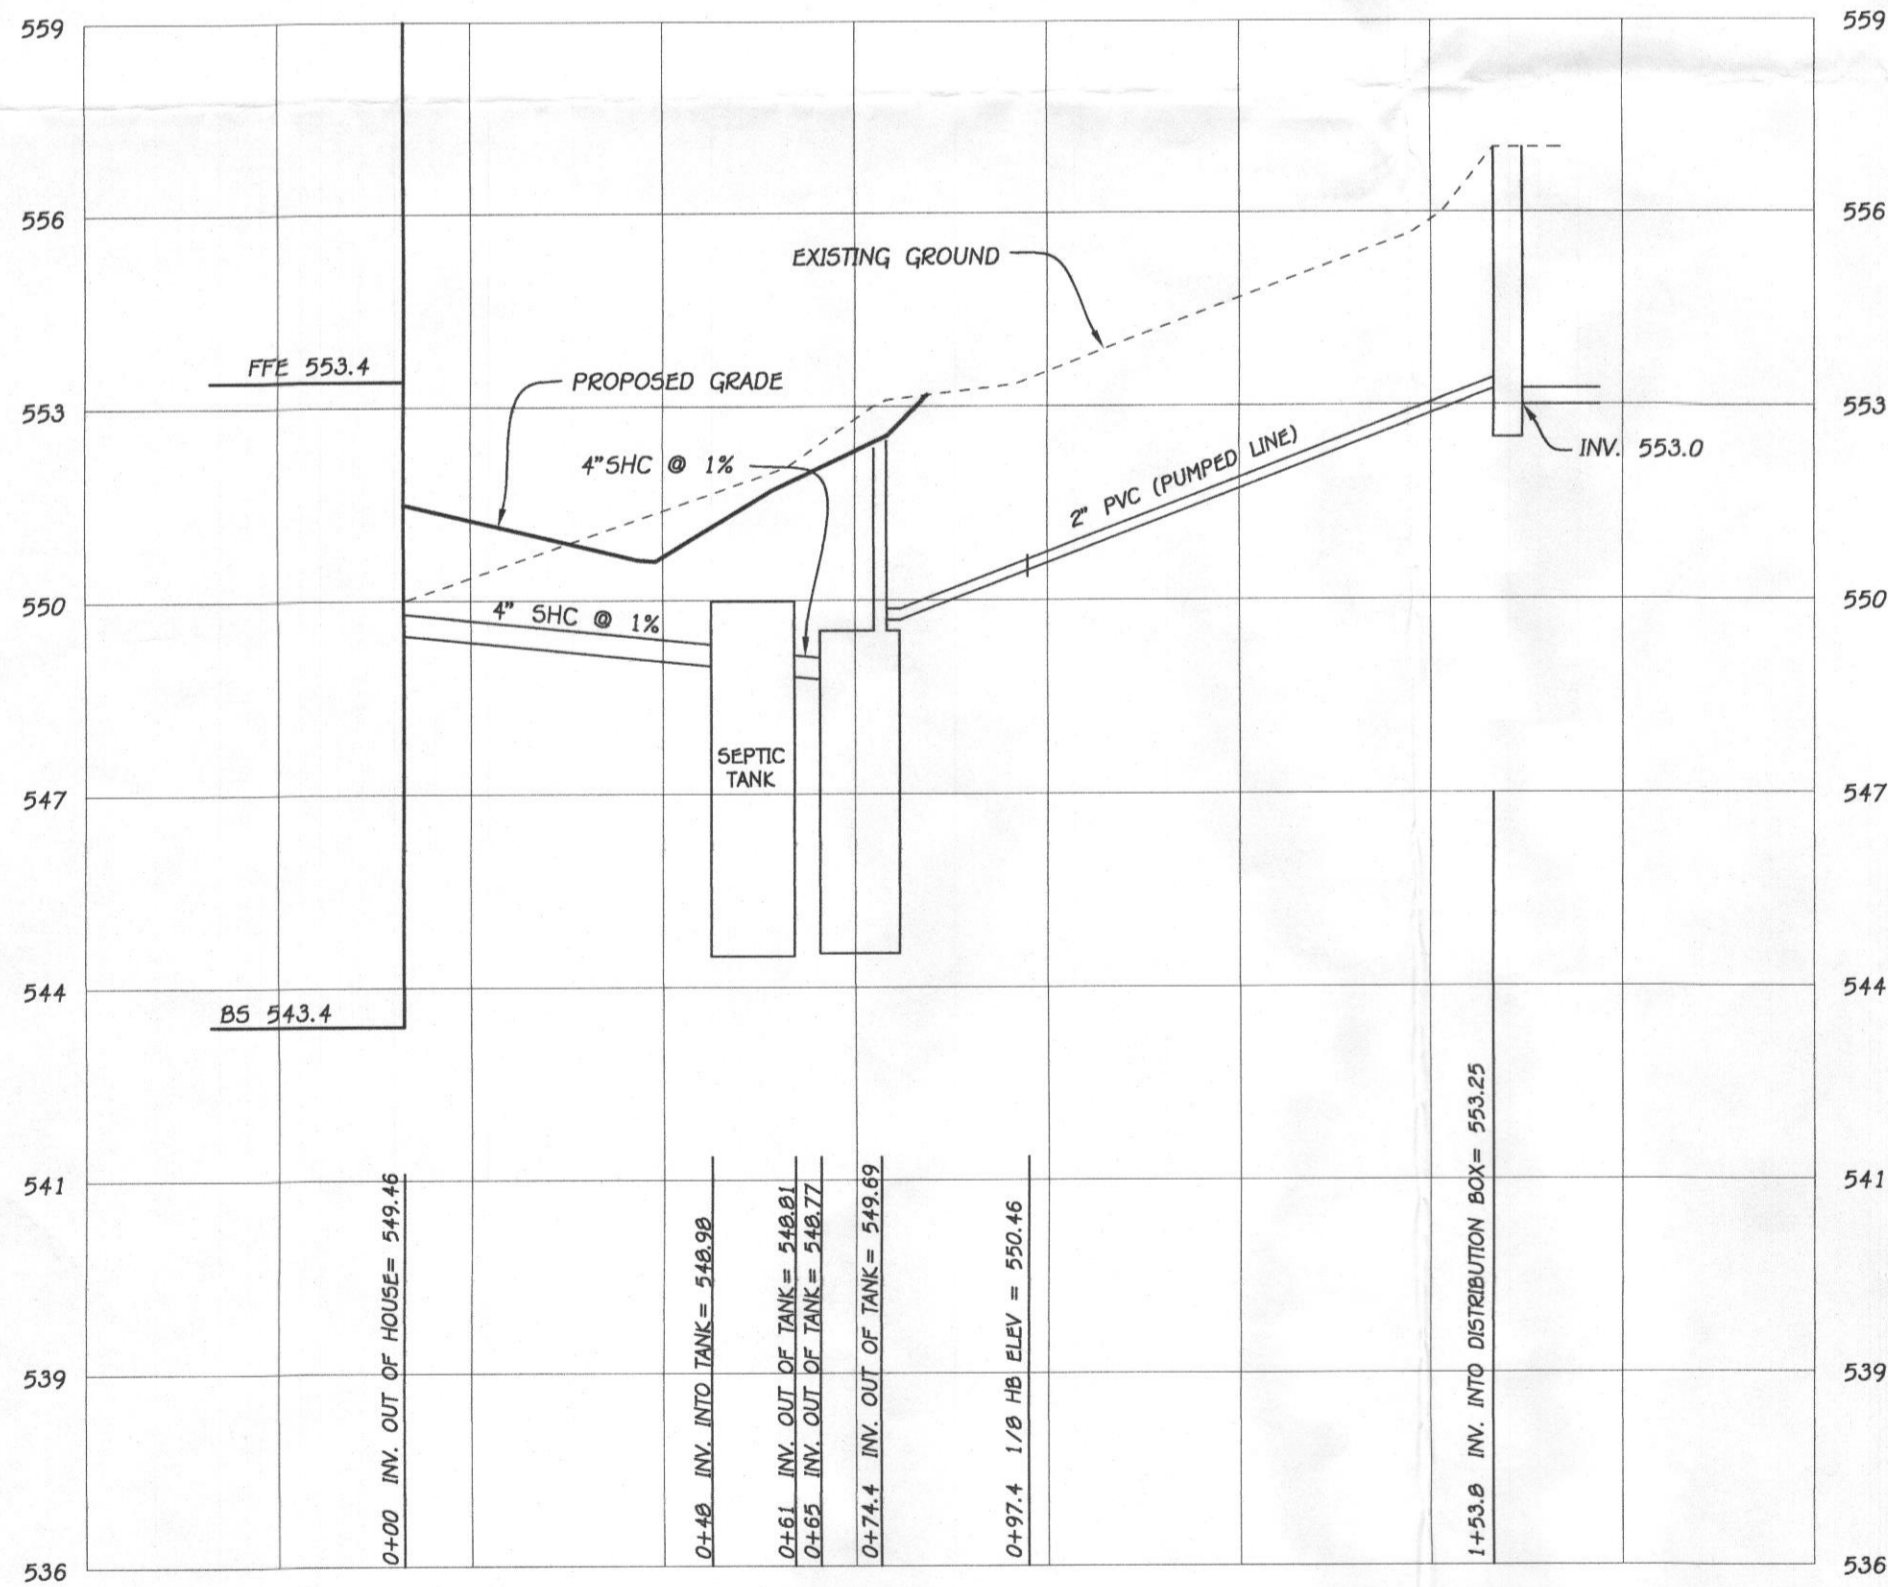 559
559
556
556
EXISTING GROUND
FFE 553.4
PROPOSED GRADE
553
553
4" SHC @ 1%
INV. 553.0
2" PVC (PUMPED LINE)
550
550
4" SHC @ 1%
SEPTIC
TANK
547
547
544
544
BS 543.4
541
541
539
539
536
536
0+00 INV. OUT OF HOUSE= 549.46
0+48 INV. INTO TANK= 548.98
0+61 INV. OUT OF TANK= 548.81
0+65 INV. OUT OF TANK= 548.77
0+74.4 INV. OUT OF TANK= 549.69
0+97.4 1/8 HB ELEV = 550.46
1+53.8 INV. INTO DISTRIBUTION BOX= 553.25